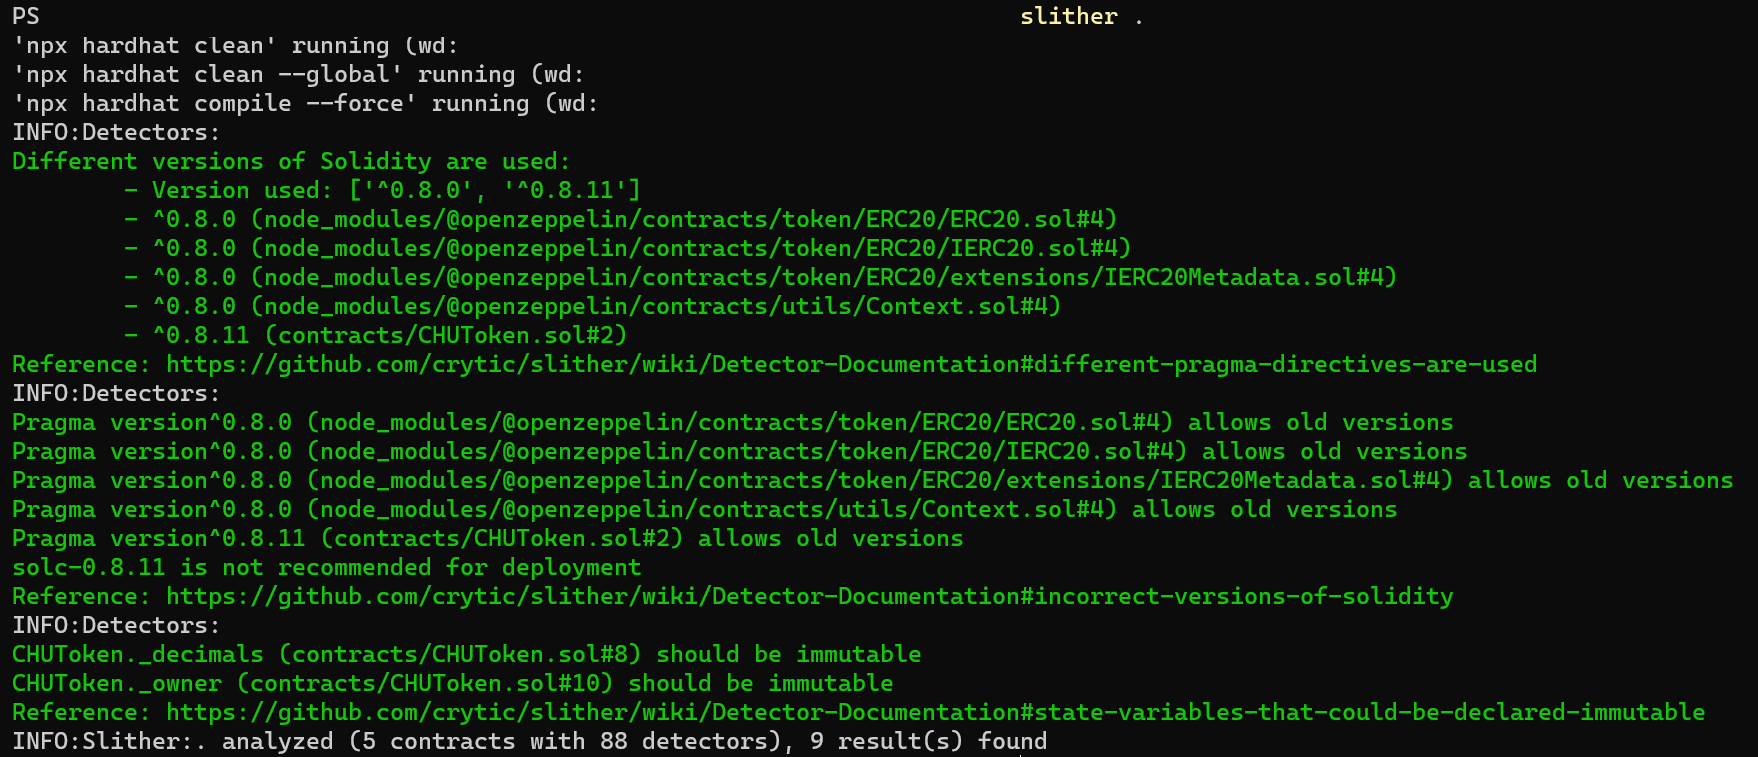 PS slither .
'npx hardhat clean' running (wd:
'npx hardhat clean --global' running (wd:
'npx hardhat compile --force' running (wd:
INFO:Detectors:
Different versions of Solidity are used:
- Version used: ['^0.8.0', '^0.8.11']
- ^0.8.0 (node_modules/@openzeppelin/contracts/token/ERC20/ERC20.sol#4)
- ^0.8.0 (node_modules/@openzeppelin/contracts/token/ERC20/IERC20.sol#4)
- ^0.8.0 (node_modules/@openzeppelin/contracts/token/ERC20/extensions/IERC20Metadata.sol#4)
- ^0.8.0 (node_modules/@openzeppelin/contracts/utils/Context.sol#4)
- ^0.8.11 (contracts/CHUToken.sol#2)
Reference: https://github.com/crytic/slither/wiki/Detector-Documentation#different-pragma-directives-are-used
INFO:Detectors:
Pragma version^0.8.0 (node_modules/@openzeppelin/contracts/token/ERC20/ERC20.sol#4) allows old versions
Pragma version^0.8.0 (node_modules/@openzeppelin/contracts/token/ERC20/IERC20.sol#4) allows old versions
Pragma version^0.8.0 (node_modules/@openzeppelin/contracts/token/ERC20/extensions/IERC20Metadata.sol#4) allows old versions
Pragma version^0.8.0 (node_modules/@openzeppelin/contracts/utils/Context.sol#4) allows old versions
Pragma version^0.8.11 (contracts/CHUToken.sol#2) allows old versions
solc-0.8.11 is not recommended for deployment
Reference: https://github.com/crytic/slither/wiki/Detector-Documentation#incorrect-versions-of-solidity
INFO:Detectors:
CHUToken._decimals (contracts/CHUToken.sol#8) should be immutable
CHUToken._owner (contracts/CHUToken.sol#10) should be immutable
Reference: https://github.com/crytic/slither/wiki/Detector-Documentation#state-variables-that-could-be-declared-immutable
INFO:Slither:. analyzed (5 contracts with 88 detectors), 9 result(s) found